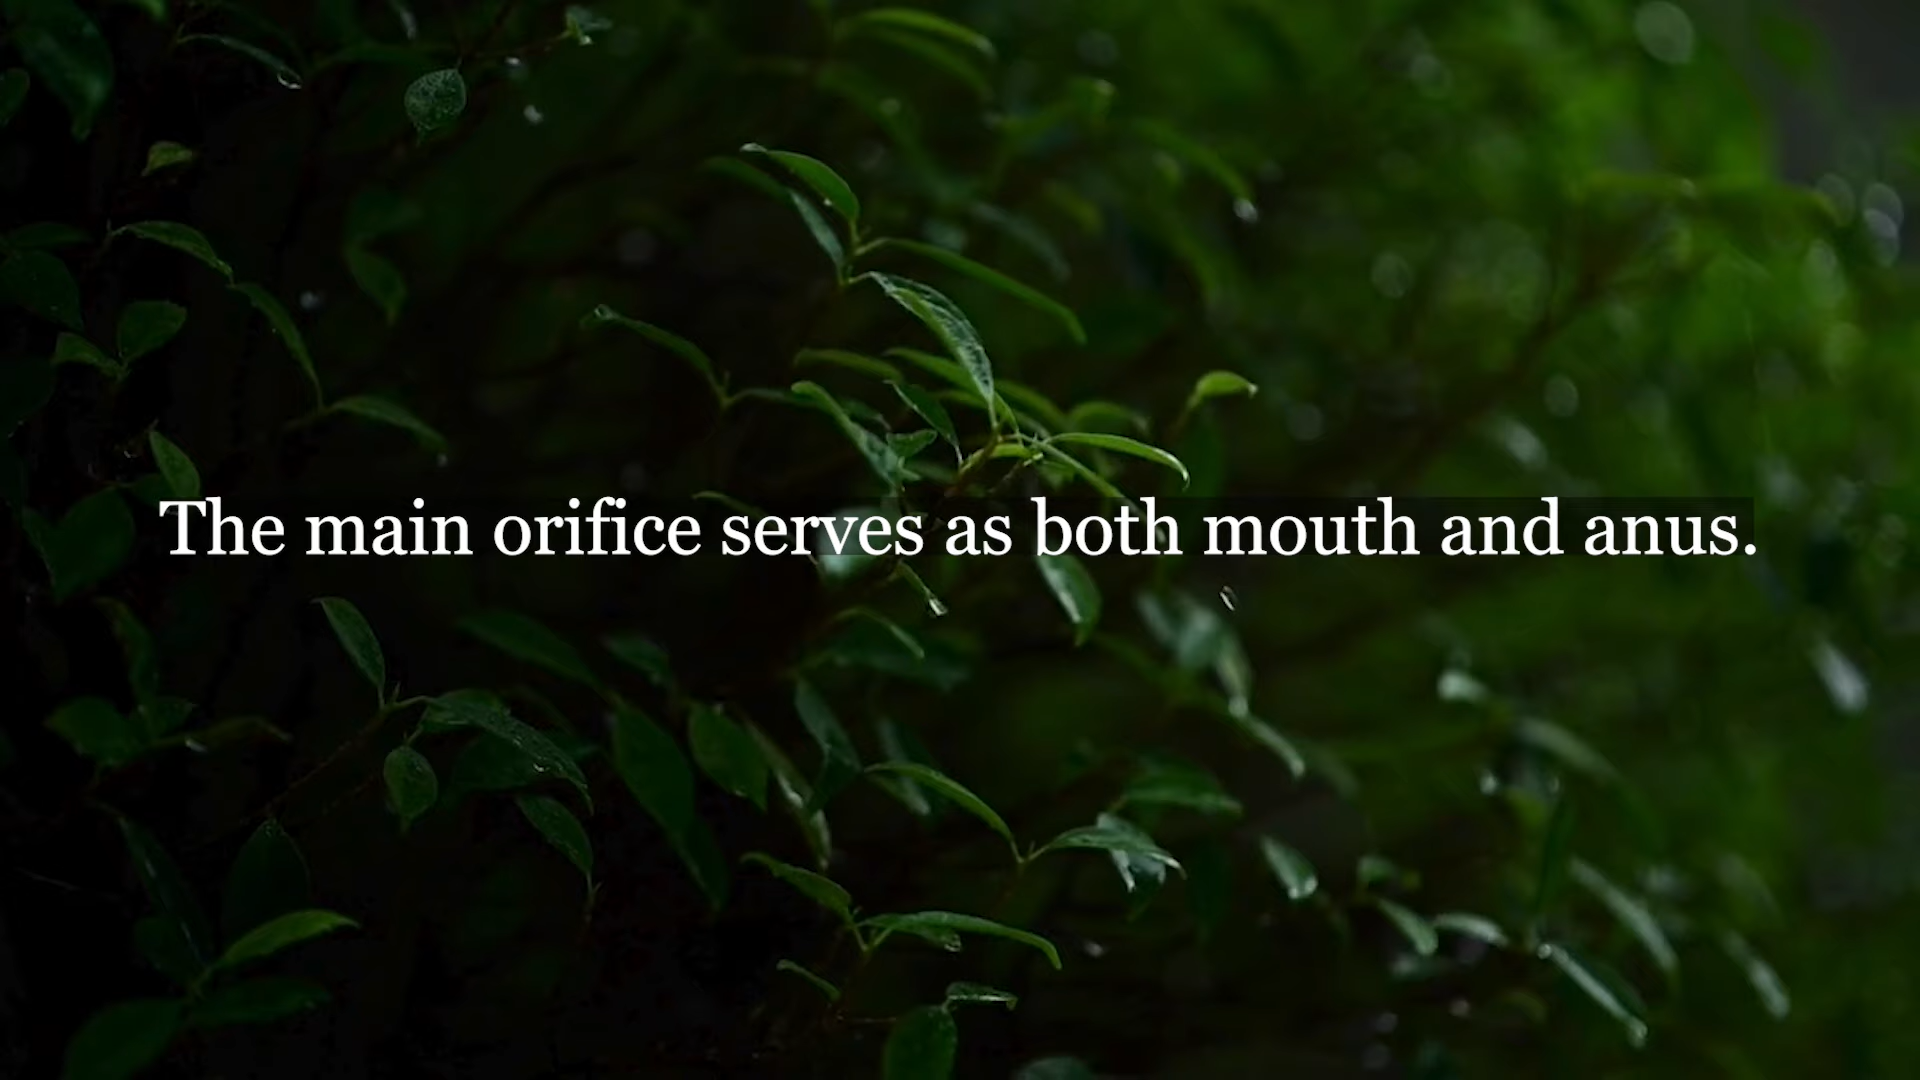 The main orifice serves as both mouth and anus.